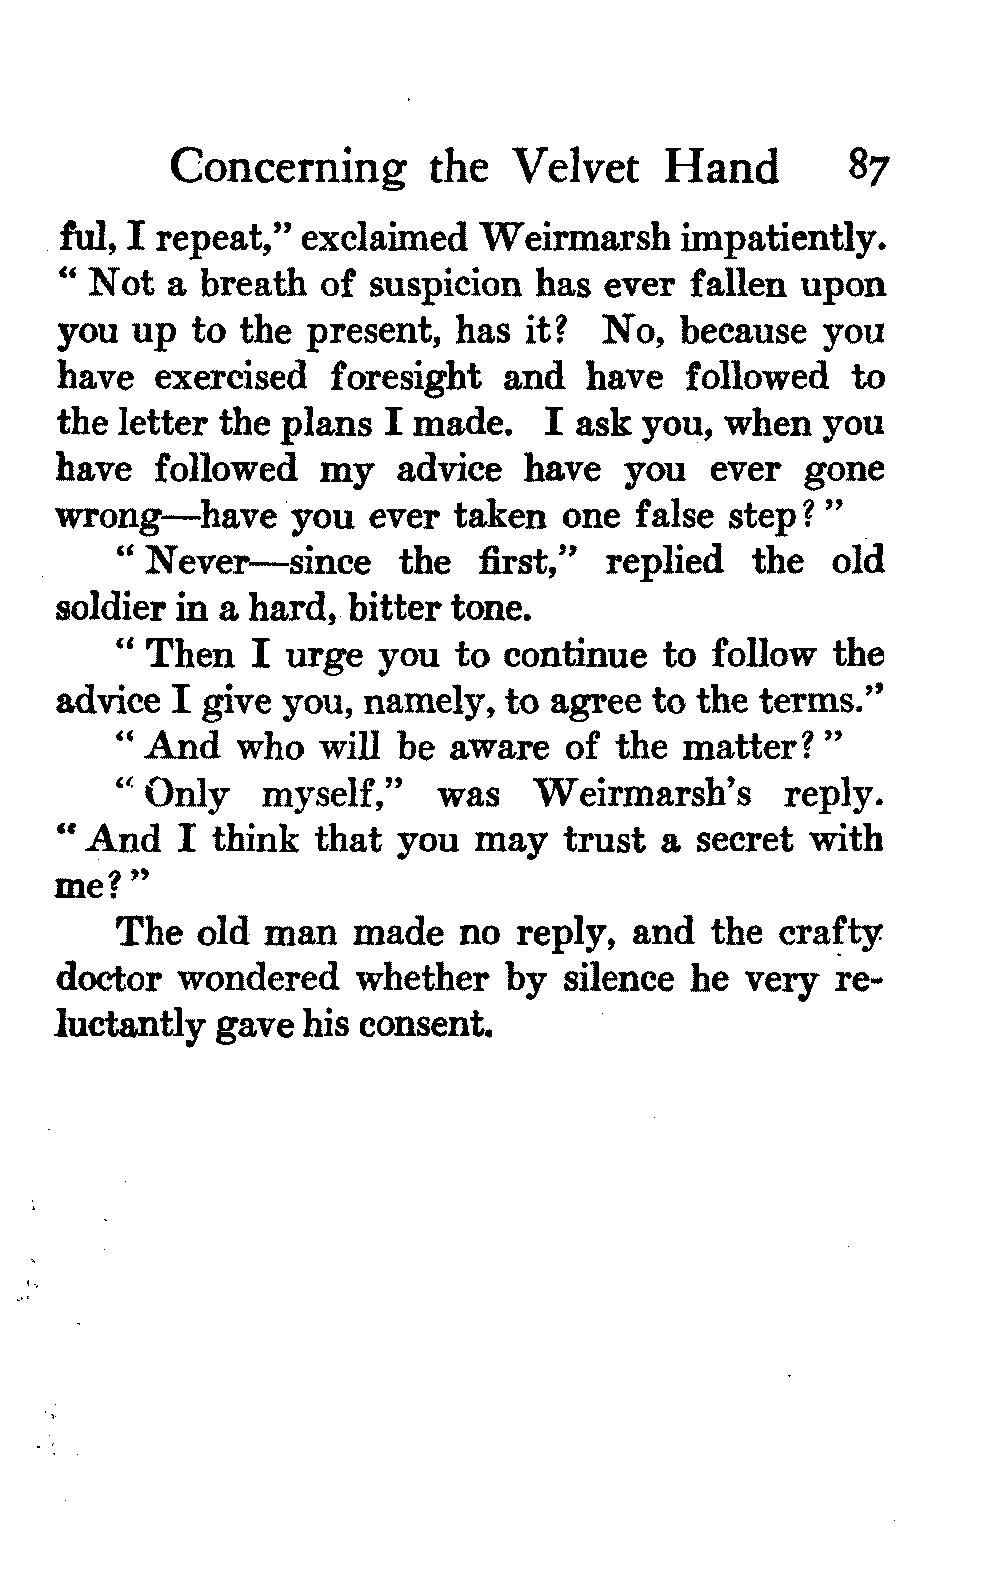 Concerning the Velvet Hand 87
ful, I repeat,” exclaimed Weirmarsh impatiently.
“ Not a breath of suspicion has ever fallen upon
you up to the present, has it? No, because you
have exercised foresight and have followed to
the letter the plans I made. I ask you, when you
have followed my advice have you ever gone
wrong—have you ever taken one false step? ”
“ Never—since the first,” replied the old
soldier in a hard, bitter tone.
“ Then I urge you to continue to follow the
advice I give you, namely, to agree to the terms.”
“ And who will be aware of the matter? ”
“ Only myself,” was Weirmarsh’s reply.
“ And I think that you may trust a secret with
me? ”
The old man made no reply, and the crafty
doctor wondered whether by silence he very re-
luctantly gave his consent.